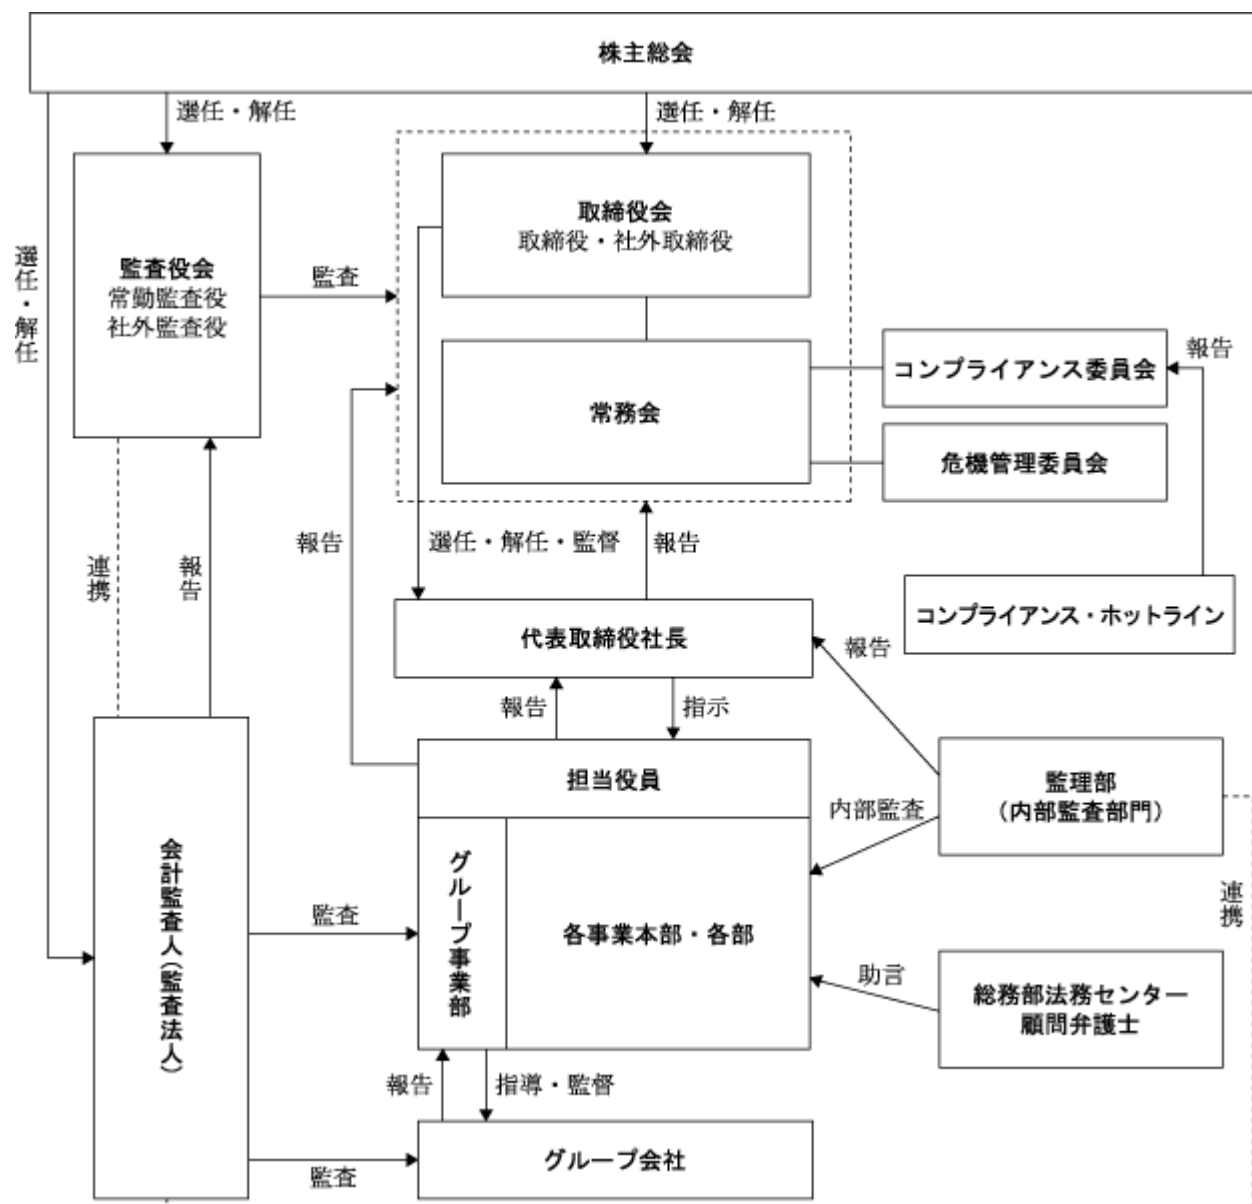 株主総会
選任・解任
選任・解任
選任・解任
取締役会
取締役・社外取締役
監査役会
常勤監査役
社外監査役
監査
常務会
コンプライアンス委員会
報告
危機管理委員会
報告
選任・解任・監督
報告
連携
報告
コンプライアンス・ホットライン
代表取締役社長
報告
報告
指示
担当役員
監理部
（内部監査部門）
内部監査
グループ事業部
各事業本部・各部
会計監査人（監査法人）
監査
連携
助言
総務部法務センター
顧問弁護士
報告
指導・監督
グループ会社
監査